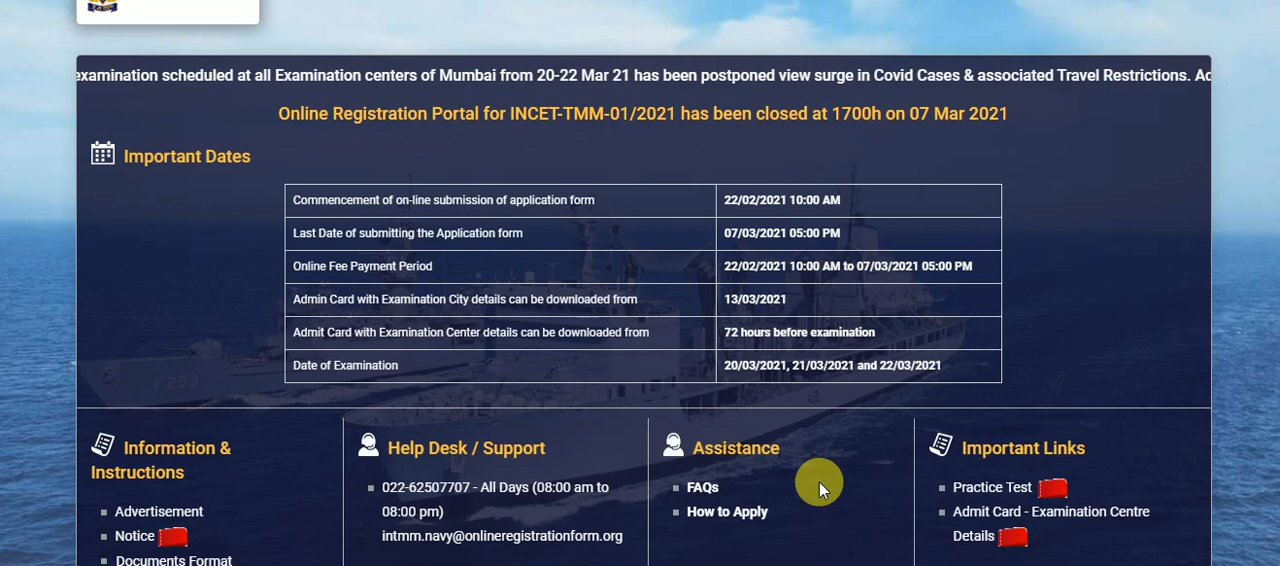 examination scheduled at all Examination centers of Mumbai from 20-22 Mar 21 has been postponed view surge in Covid Cases & associated Travel Restrictions. Ad
Online Registration Portal for INCET-TMM-01/2021 has been closed at 1700h on 07 Mar 2021
Important Dates
Commencement of on-line submission of application form 22/02/2021 10:00 AM
Last Date of submitting the Application form 07/03/2021 05:00 PM
Online Fee Payment Period 22/02/2021 10:00 AM to 07/03/2021 05:00 PM
Admin Card with Examination City details can be downloaded from 13/03/2021
Admit Card with Examination Center details can be downloaded from 72 hours before examination
Date of Examination 20/03/2021, 21/03/2021 and 22/03/2021
F253
Information &
Instructions
Advertisement
Notice
Documents Format
Help Desk / Support
022-62507707 - All Days (08:00 am to
08:00 pm)
intmm.navy@onlineregistrationform.org
Assistance
FAQs
How to Apply
Important Links
Practice Test
Admit Card - Examination Centre
Details